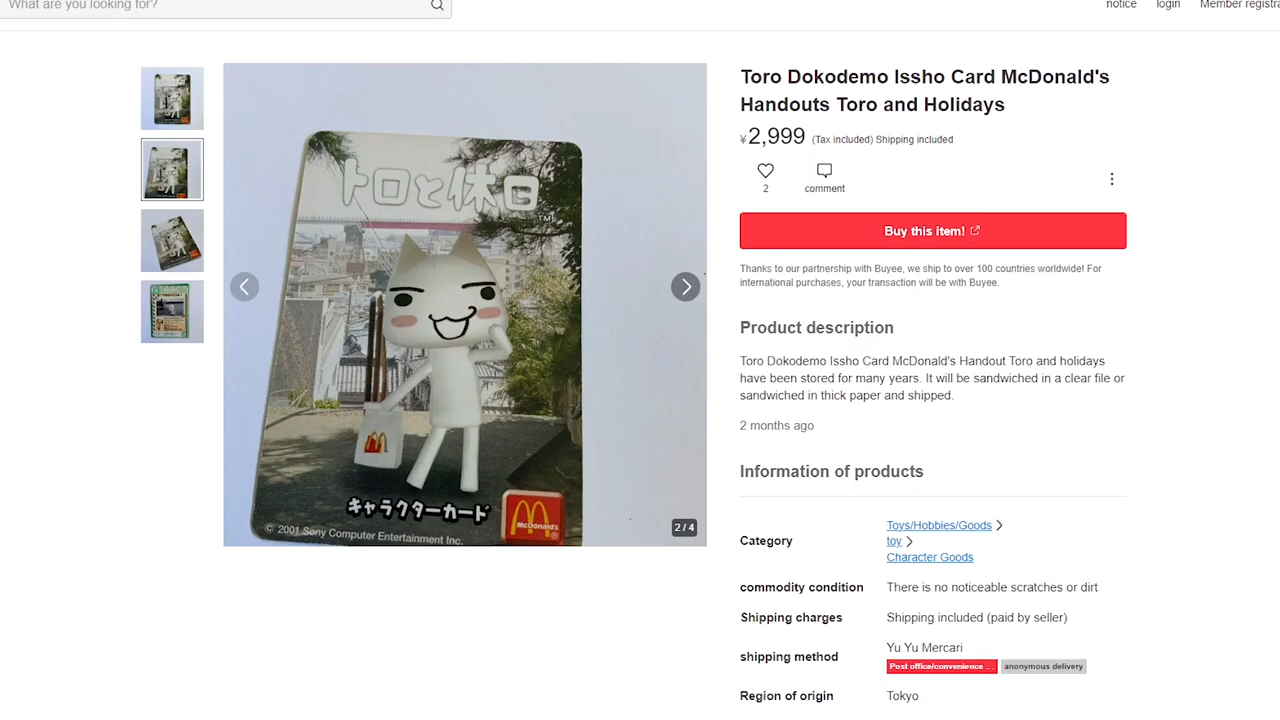 What are you looking for?
notice
login
Member registra
Toro Dokodemo Issho Card McDonald's
Handouts Toro and Holidays
¥2,999 (Tax included) Shipping included
2
comment
Buy this item!
Thanks to our partnership with Buyee, we ship to over 100 countries worldwide! For
international purchases, your transaction will be with Buyee.
Product description
Toro Dokodemo Issho Card McDonald's Handout Toro and holidays
have been stored for many years. It will be sandwiched in a clear file or
sandwiched in thick paper and shipped.
2 months ago
Information of products
Category
Toys/Hobbies/Goods
toy
Character Goods
commodity condition
There is no noticeable scratches or dirt
Shipping charges
Shipping included (paid by seller)
shipping method
Yu Yu Mercari
Post office/convenience ...
anonymous delivery
Region of origin
Tokyo
トロと休日
TM
キャラクターカード
McDonald's
®
© 2001 Sony Computer Entertainment Inc.
2 / 4